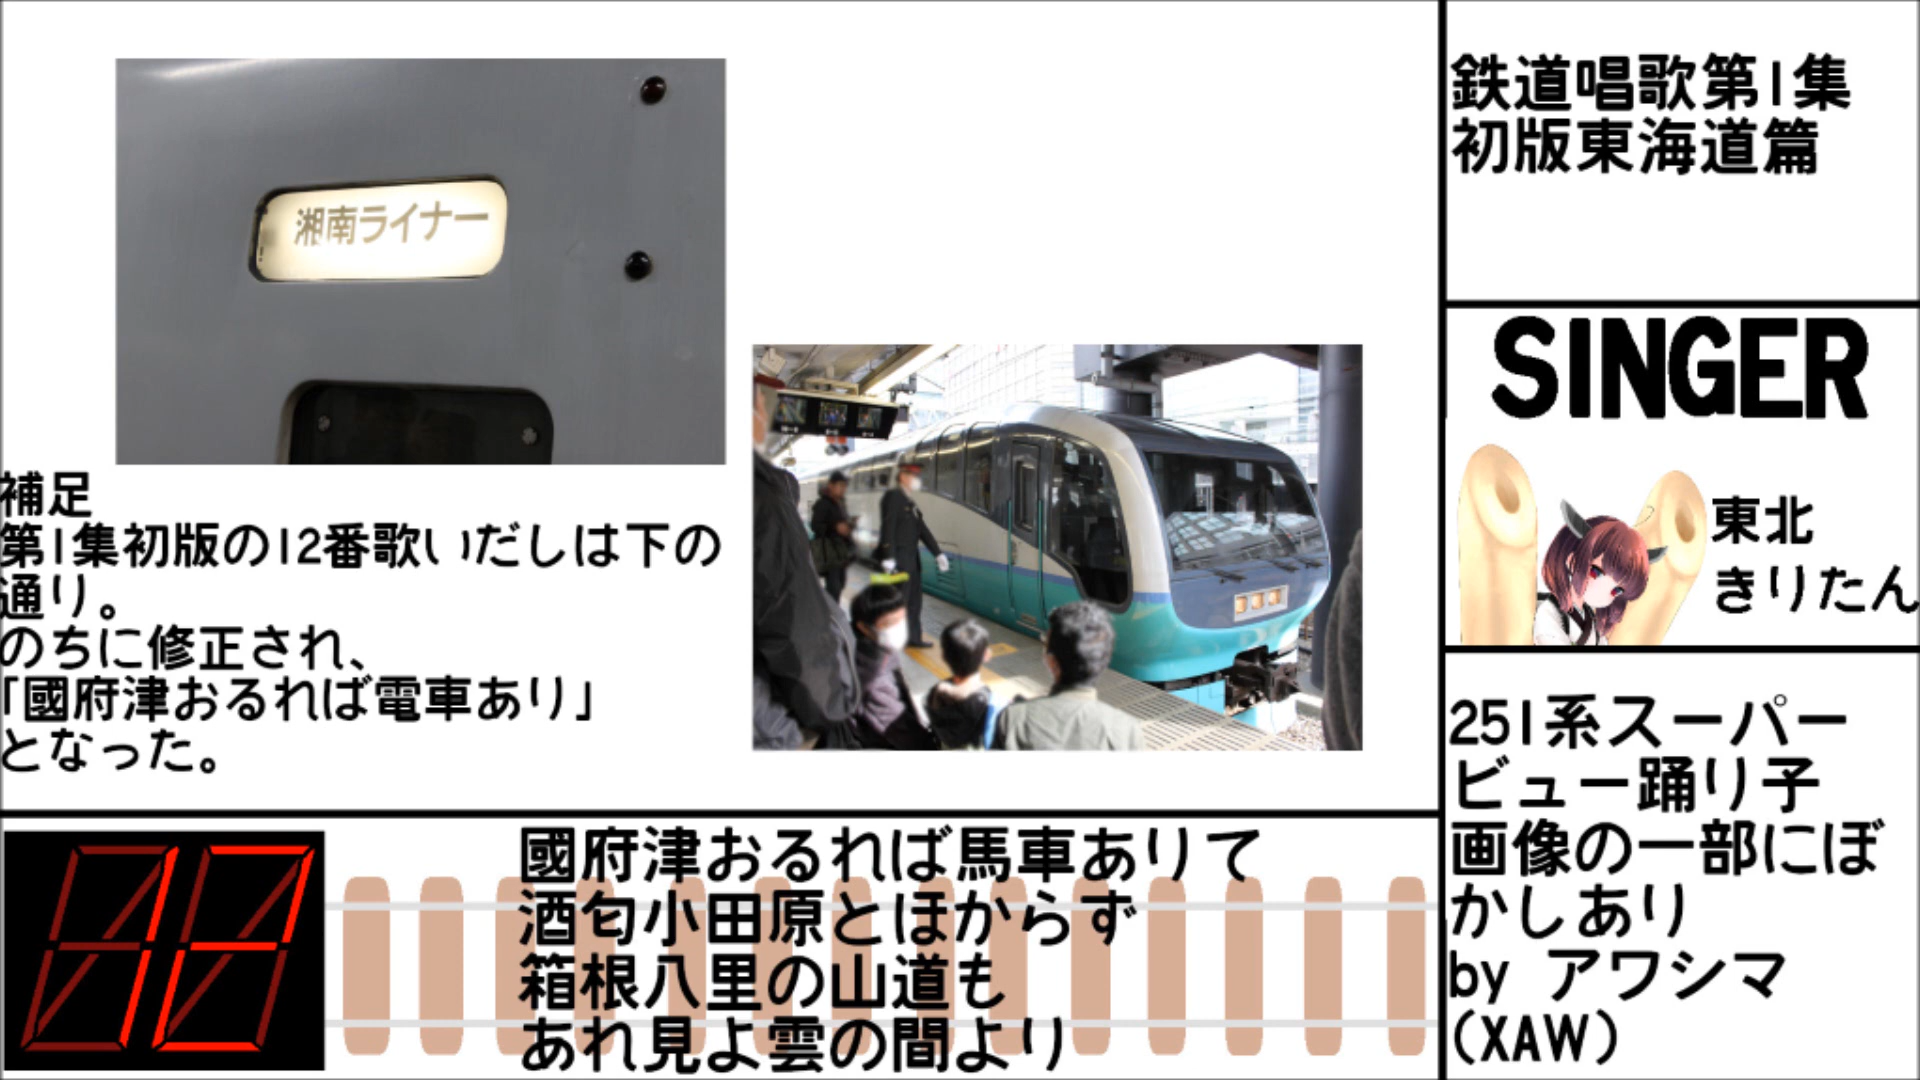 湘南ライナー
補足
第1集初版の12番歌いだしは下の
通り。
のちに修正され、
「國府津おるれば電車あり」
となった。
12
國府津おるれば馬車ありて
酒匂小田原とほからず
箱根八里の山道も
あれ見よ雲の間より
鉄道唱歌第1集
初版東海道篇
SINGER
東北
きりたん
251系スーパー
ビュー踊り子
画像の一部にぼ
かしあり
by アワシマ
(XAW)